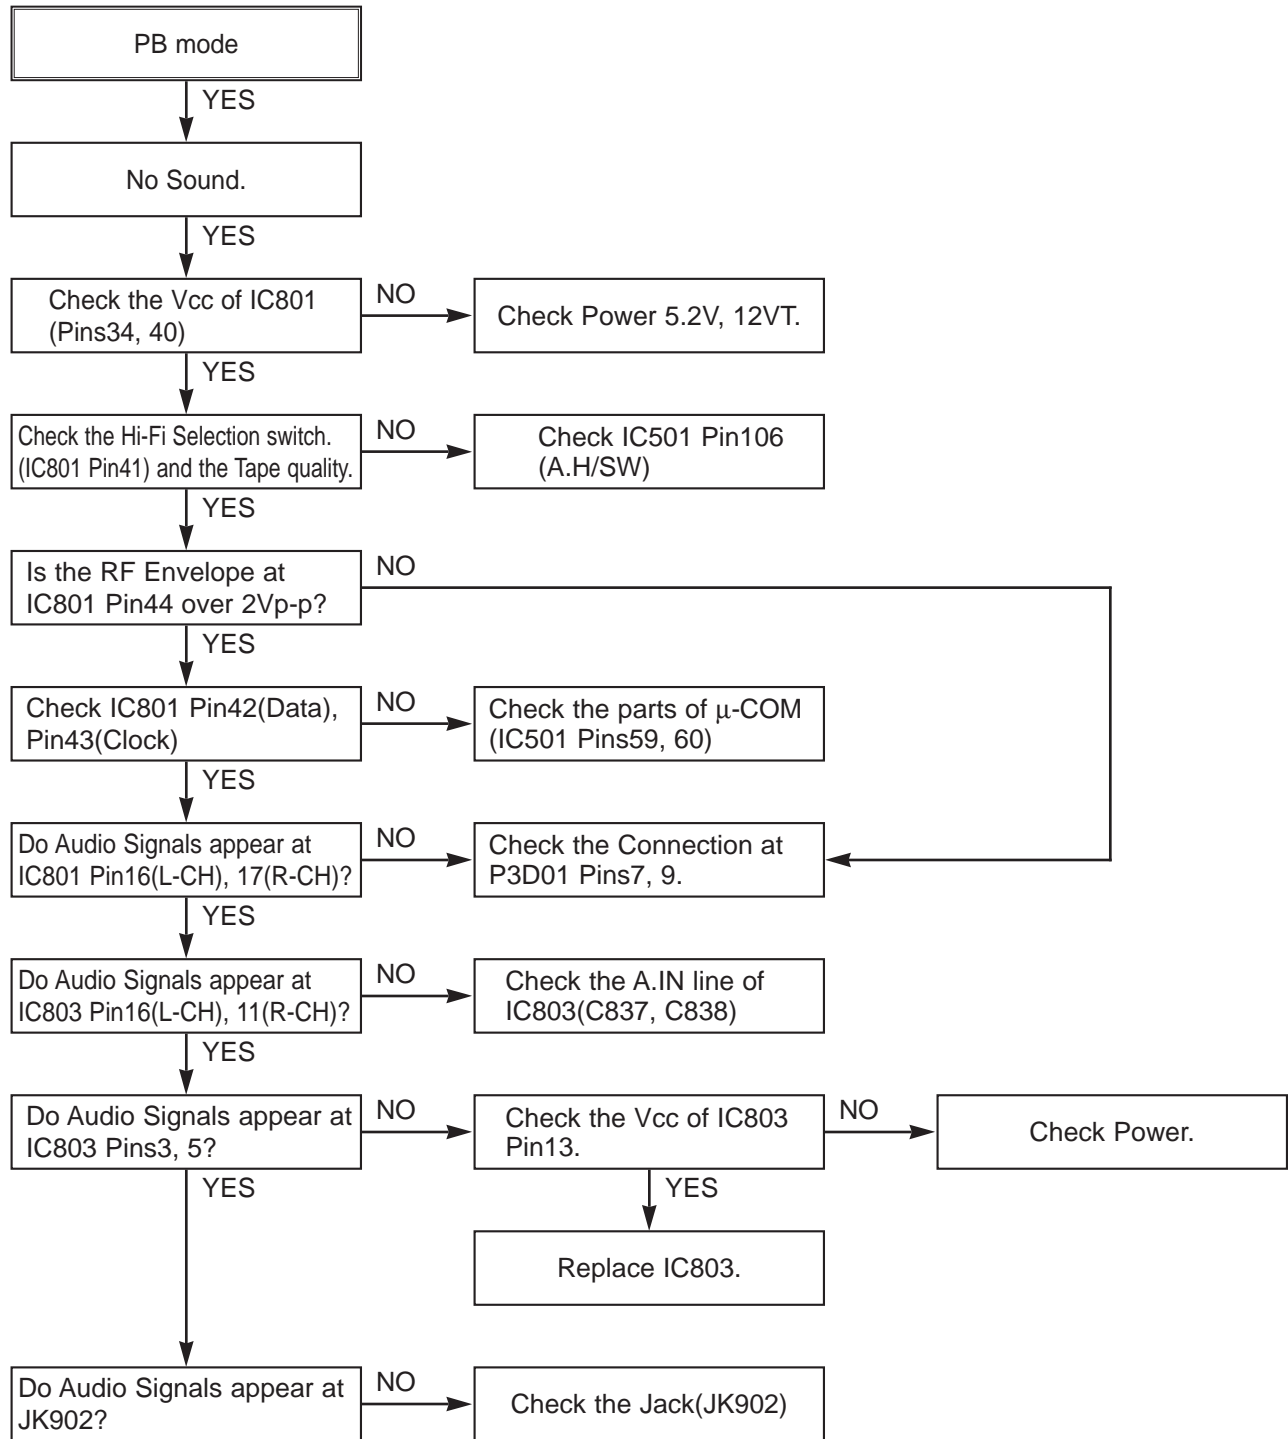 PB mode
YES
No Sound.
YES
Check the Vcc of IC801
(Pins34, 40)
NO
Check Power 5.2V, 12VT.
YES
Check the Hi-Fi Selection switch.
(IC801 Pin41) and the Tape quality.
NO
Check IC501 Pin106
(A.H/SW)
YES
Is the RF Envelope at
IC801 Pin44 over 2Vp-p?
NO
YES
Check IC801 Pin42(Data),
Pin43(Clock)
NO
Check the parts of µ-COM
(IC501 Pins59, 60)
YES
Do Audio Signals appear at
IC801 Pin16(L-CH), 17(R-CH)?
NO
Check the Connection at
P3D01 Pins7, 9.
YES
Do Audio Signals appear at
IC803 Pin16(L-CH), 11(R-CH)?
NO
Check the A.IN line of
IC803(C837, C838)
YES
Do Audio Signals appear at
IC803 Pins3, 5?
NO
Check the Vcc of IC803
Pin13.
NO
Check Power.
YES
YES
Replace IC803.
Do Audio Signals appear at
JK902?
NO
Check the Jack(JK902)